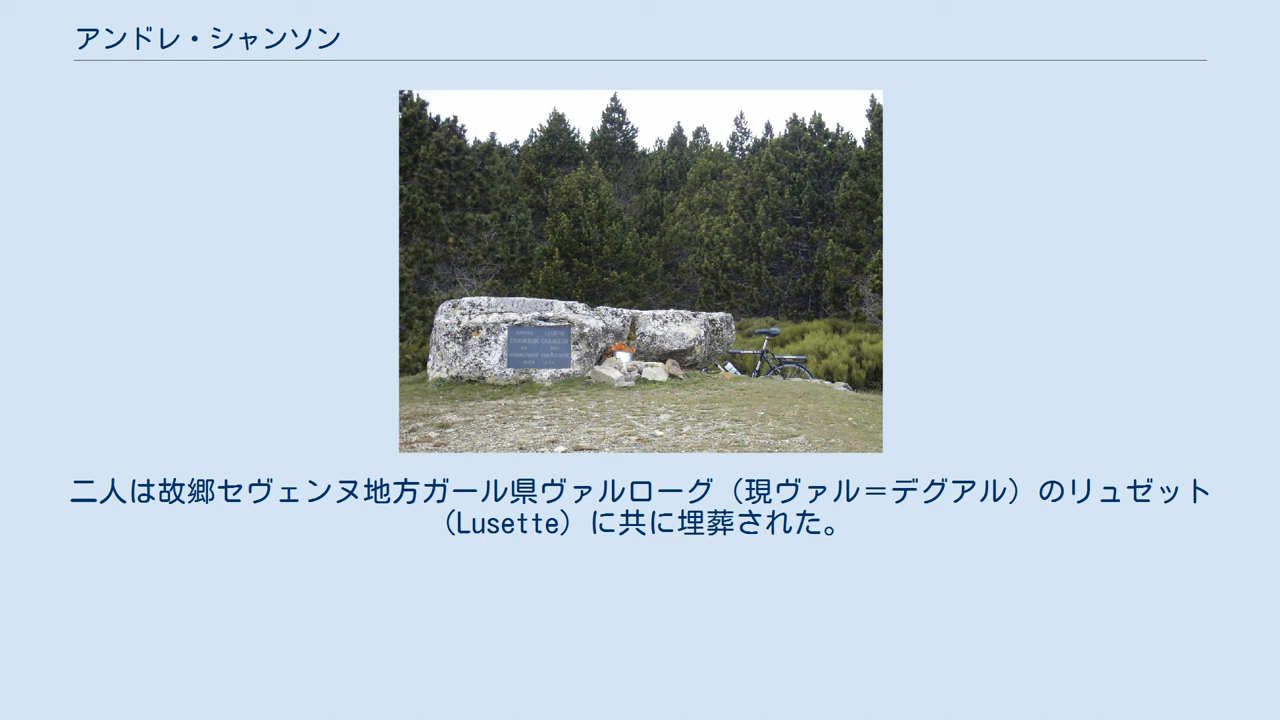 アンドレ・シャンソン
CHAMSON CHAMSON
二人は故郷セヴェンヌ地方ガール県ヴァルローグ（現ヴァル＝デグアル）のリュゼット
（Lusette）に共に埋葬された。